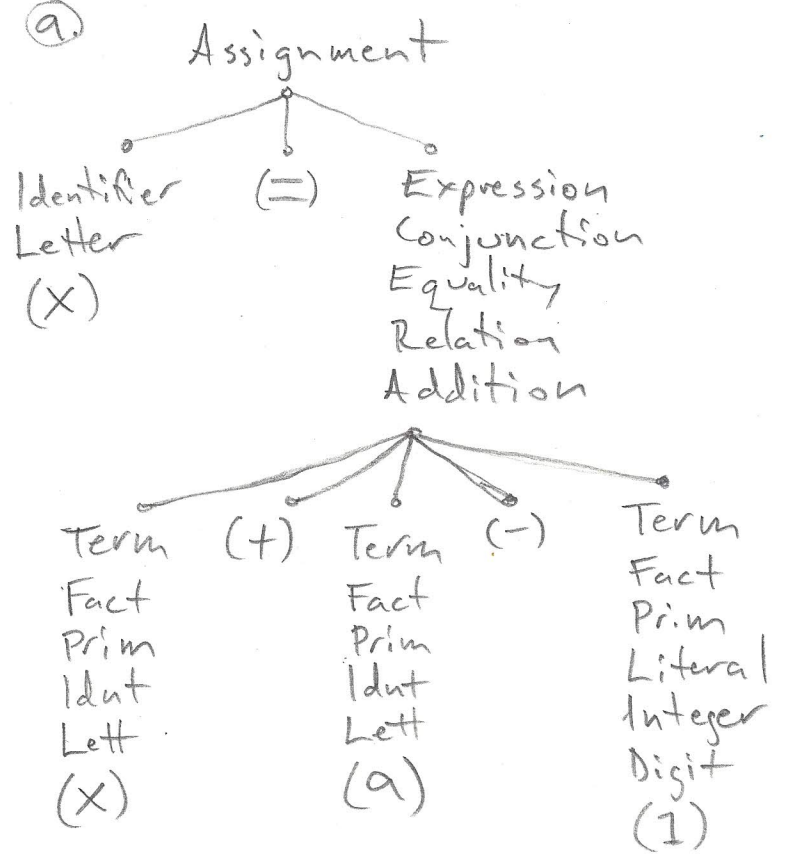 a.
Assignment
Identifier (=) Expression
Letter Conjunction
(x) Equality
Relation
Addition
Term (+) Term (-) Term
Fact Fact Fact
Prim Prim Prim
Idnt Idnt Literal
Lett Lett Integer
(x) (a) Digit
(1)